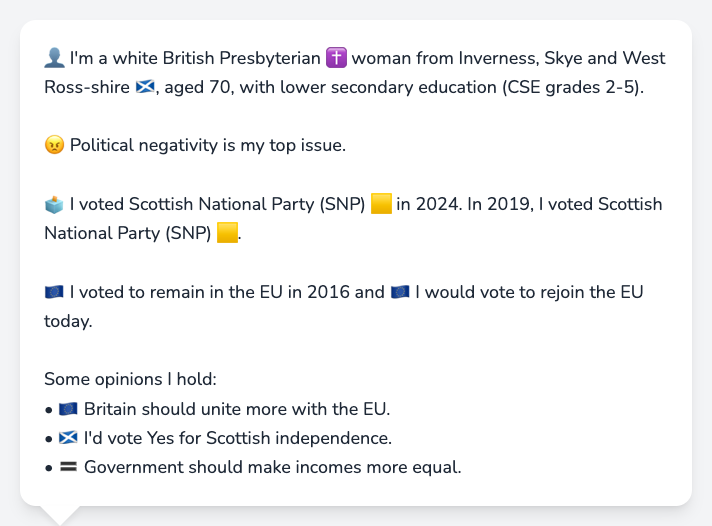 👤 I'm a white British Presbyterian ✝️ woman from Inverness, Skye and West
Ross-shire 🏴󠁧󠁢󠁳󠁣󠁴󠁿, aged 70, with lower secondary education (CSE grades 2-5).
😠 Political negativity is my top issue.
🗳️ I voted Scottish National Party (SNP) 🟨 in 2024. In 2019, I voted Scottish
National Party (SNP) 🟨.
🇪🇺 I voted to remain in the EU in 2016 and 🇪🇺 I would vote to rejoin the EU
today.
Some opinions I hold:
• 🇪🇺 Britain should unite more with the EU.
• 🏴󠁧󠁢󠁳󠁣󠁴󠁿 I'd vote Yes for Scottish independence.
• 🟰 Government should make incomes more equal.